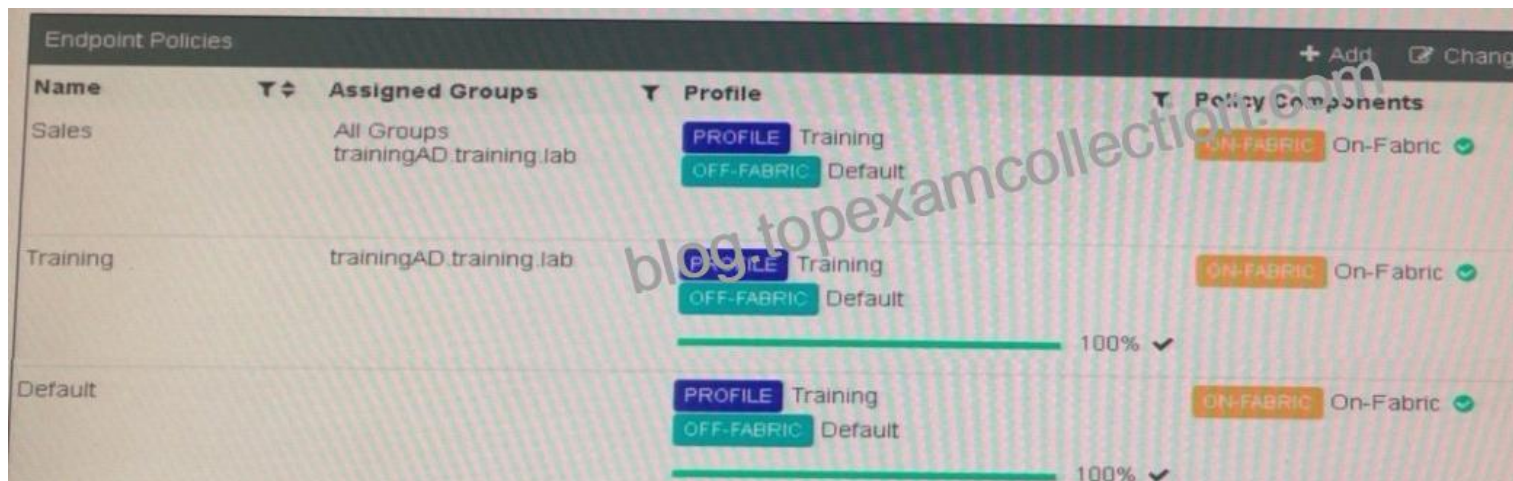 Endpoint Policies + Add Chang
Name Assigned Groups Profile Policy Components
Sales All Groups PROFILE Training ON-FABRIC On-Fabric
trainingAD.training.lab OFF-FABRIC Default
blog.topexamcollection.com
Training trainingAD.training.lab PROFILE Training ON-FABRIC On-Fabric
OFF-FABRIC Default
100%
Default PROFILE Training ON-FABRIC On-Fabric
OFF-FABRIC Default
100%